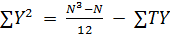 ∑Y² = (N³−N)/12 − ∑TY